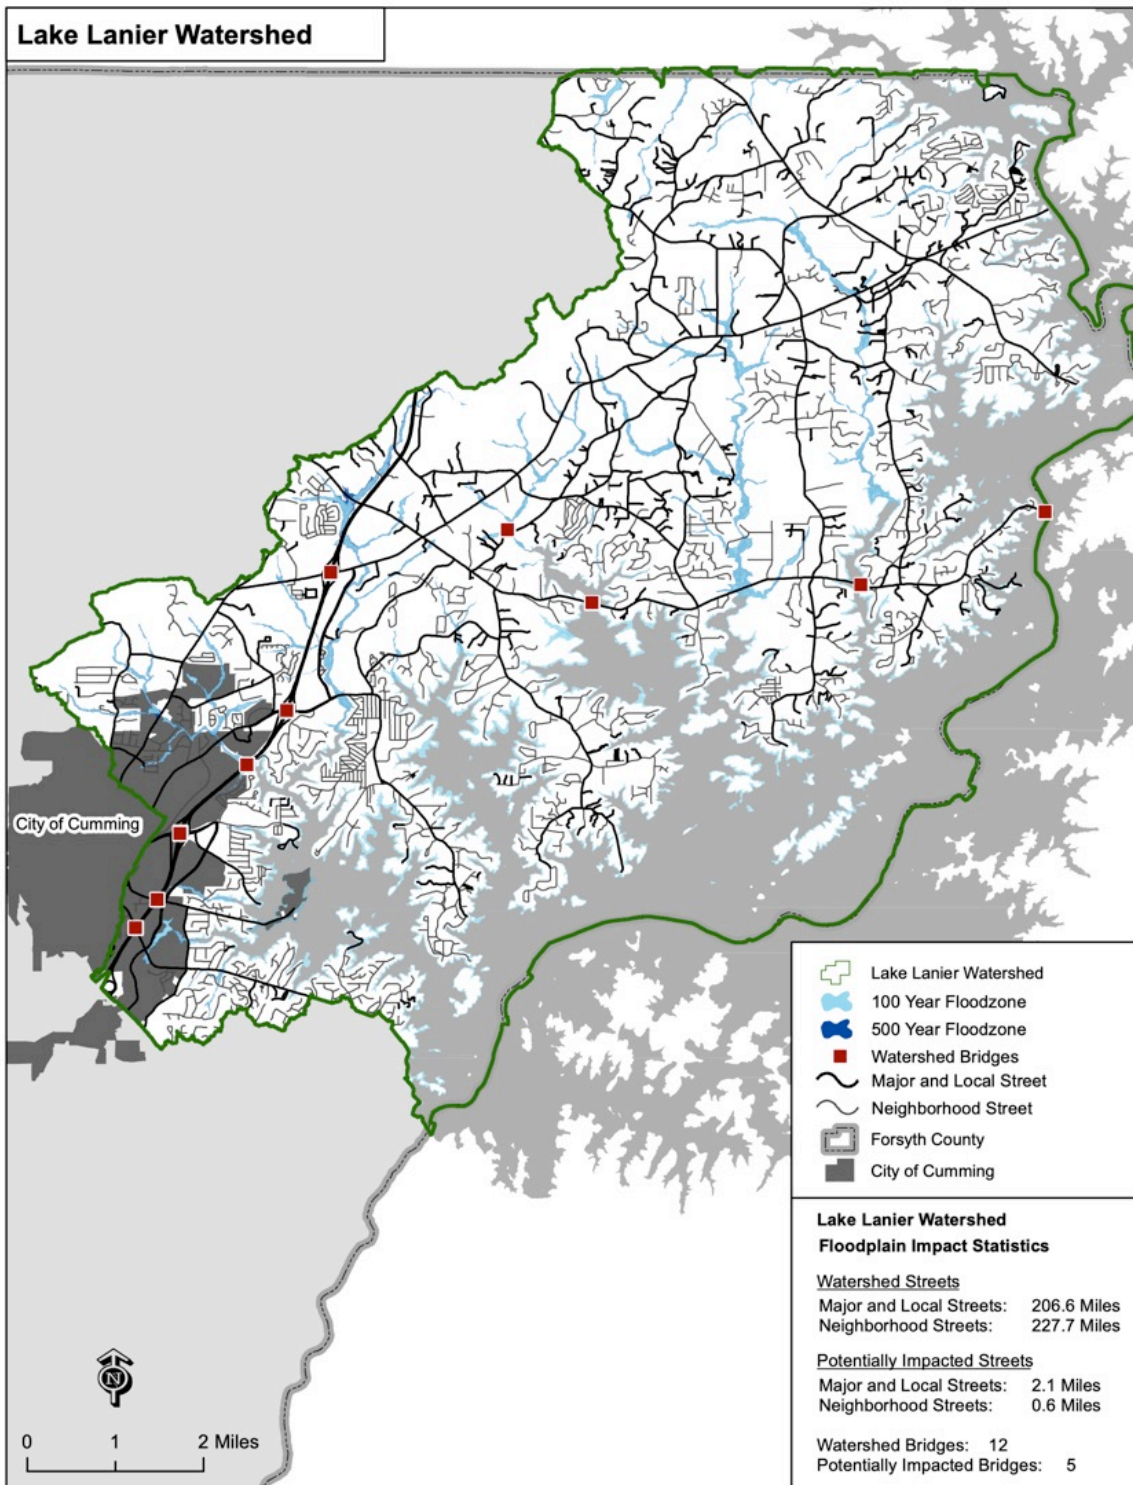 Lake Lanier Watershed
City of Cumming
Lake Lanier Watershed
100 Year Floodzone
500 Year Floodzone
Watershed Bridges
Major and Local Street
Neighborhood Street
Forsyth County
City of Cumming
Lake Lanier Watershed
Floodplain Impact Statistics
Watershed Streets
Major and Local Streets: 206.6 Miles
Neighborhood Streets: 227.7 Miles
Potentially Impacted Streets
Major and Local Streets: 2.1 Miles
Neighborhood Streets: 0.6 Miles
Watershed Bridges: 12
Potentially Impacted Bridges: 5
N
0 1 2 Miles